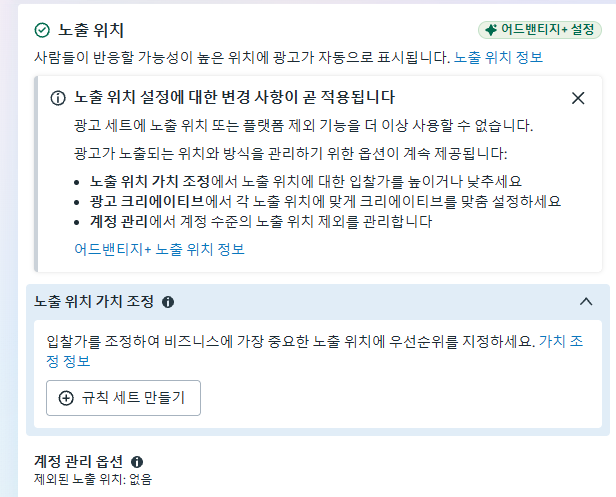 노출 위치
어드밴티지+ 설정
사람들이 반응할 가능성이 높은 위치에 광고가 자동으로 표시됩니다. 노출 위치 정보
노출 위치 설정에 대한 변경 사항이 곧 적용됩니다
광고 세트에 노출 위치 또는 플랫폼 제외 기능을 더 이상 사용할 수 없습니다.
광고가 노출되는 위치와 방식을 관리하기 위한 옵션이 계속 제공됩니다:
• 노출 위치 가치 조정에서 노출 위치에 대한 입찰가를 높이거나 낮추세요
• 광고 크리에이티브에서 각 노출 위치에 맞게 크리에이티브를 맞춤 설정하세요
• 계정 관리에서 계정 수준의 노출 위치 제외를 관리합니다
어드밴티지+ 노출 위치 정보
노출 위치 가치 조정
입찰가를 조정하여 비즈니스에 가장 중요한 노출 위치에 우선순위를 지정하세요. 가치 조
정 정보
규칙 세트 만들기
계정 관리 옵션
제외된 노출 위치: 없음